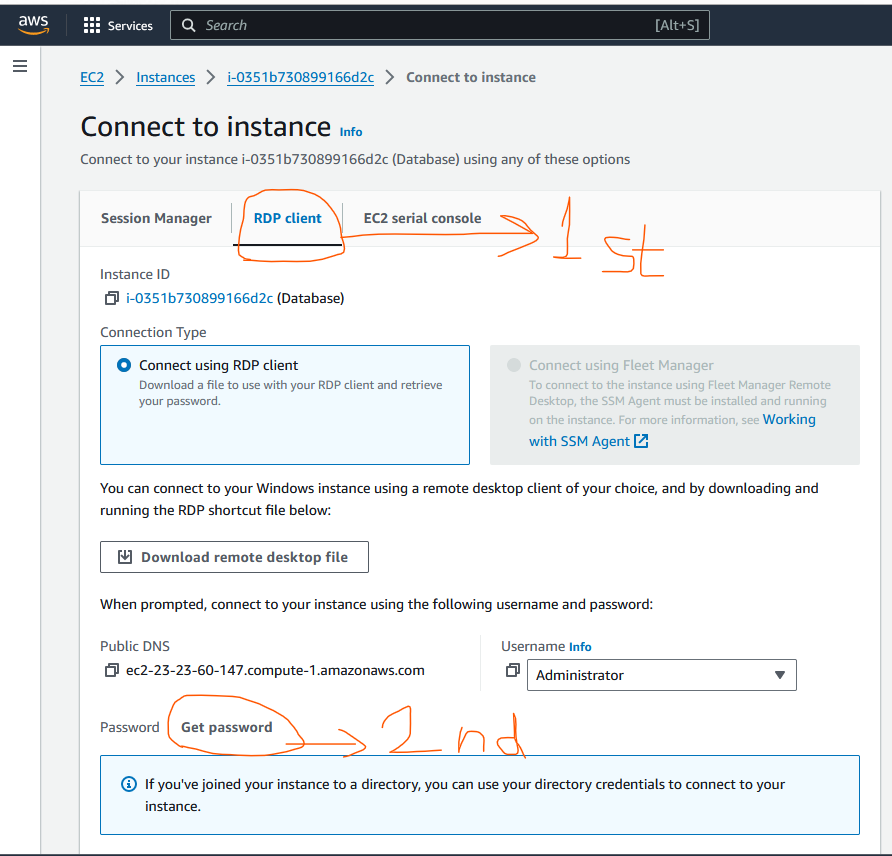 aws Services Search [Alt+S]
EC2 > Instances > i-0351b730899166d2c > Connect to instance
Connect to instance Info
Connect to your instance i-0351b730899166d2c (Database) using any of these options
Session Manager RDP client EC2 serial console 1 st
Instance ID
i-0351b730899166d2c (Database)
Connection Type
Connect using RDP client
Download a file to use with your RDP client and retrieve
your password.
Connect using Fleet Manager
To connect to the instance using Fleet Manager Remote
Desktop, the SSM Agent must be installed and running
on the instance. For more information, see Working
with SSM Agent
You can connect to your Windows instance using a remote desktop client of your choice, and by downloading and
running the RDP shortcut file below:
Download remote desktop file
When prompted, connect to your instance using the following username and password:
Public DNS
ec2-23-23-60-147.compute-1.amazonaws.com
Username Info
Administrator
Password Get password 2 nd
If you've joined your instance to a directory, you can use your directory credentials to connect to your
instance.